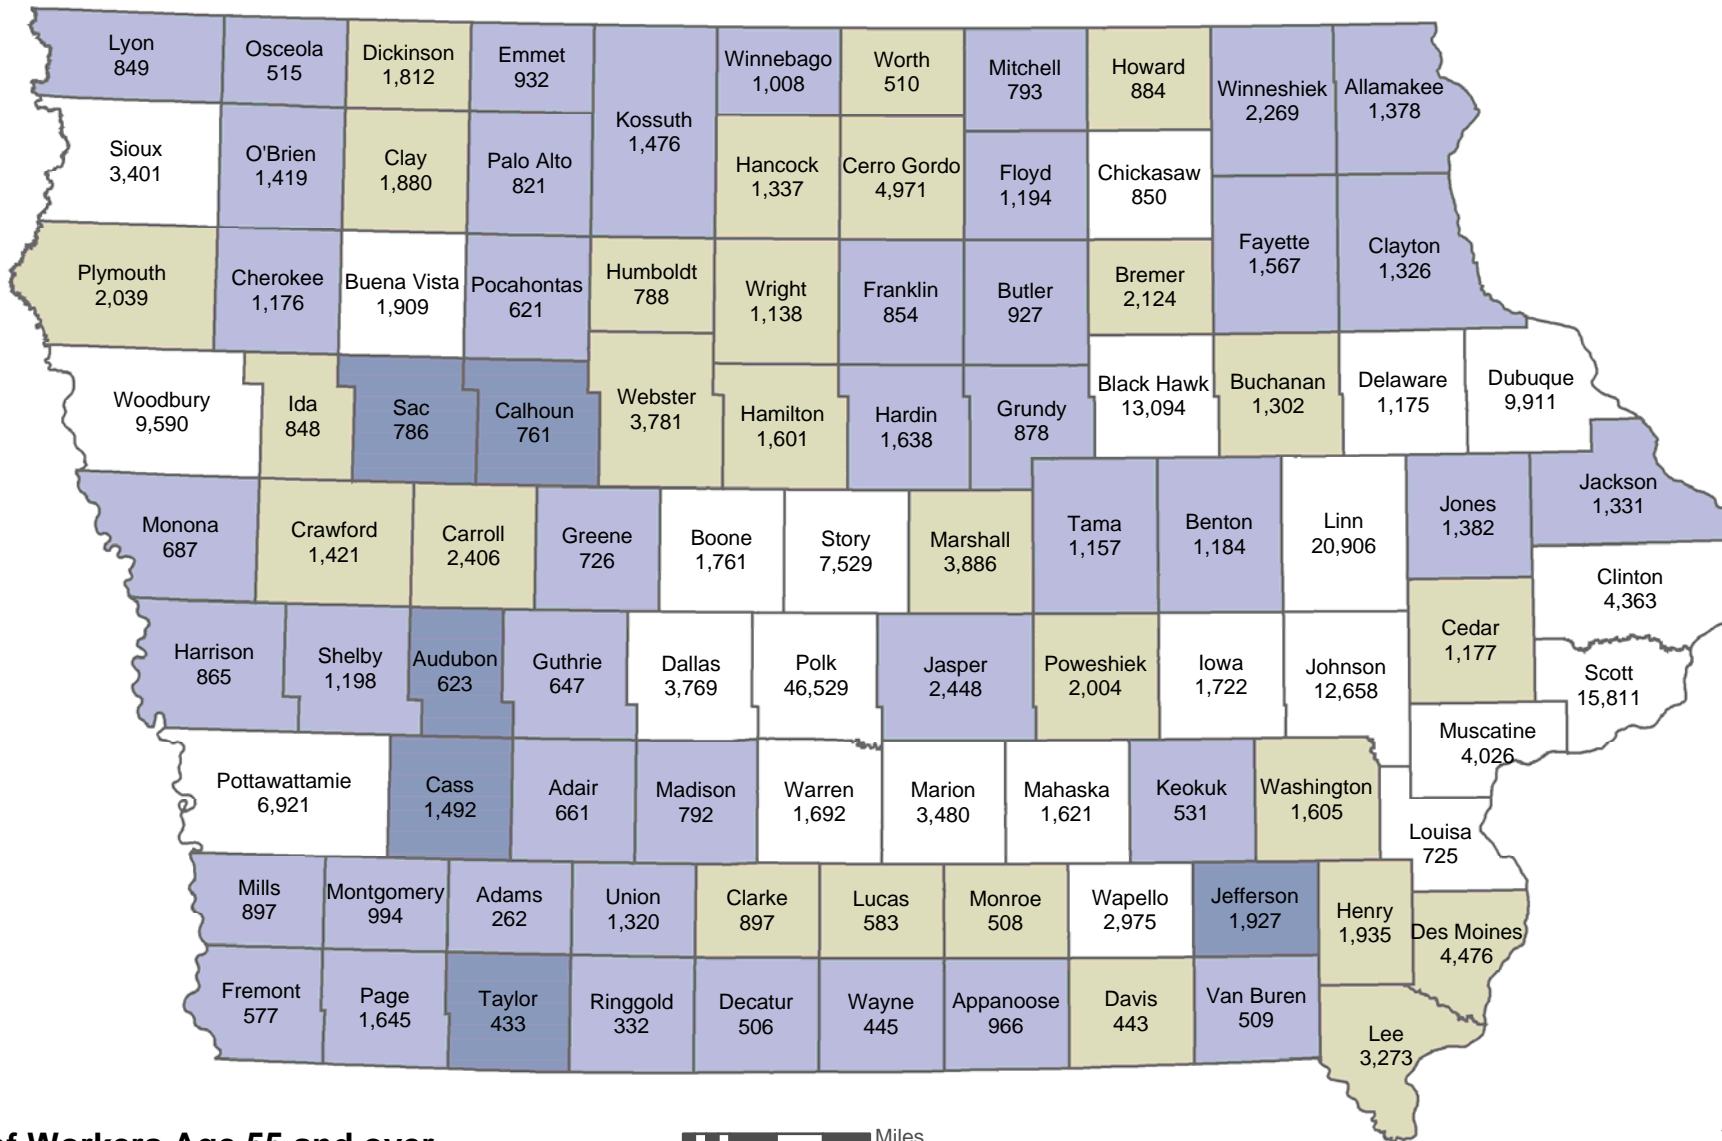 Lyon
849
Osceola
515
Dickinson
1,812
Emmet
932
Kossuth
1,476
Winnebago
1,008
Worth
510
Mitchell
793
Howard
884
Winneshiek
2,269
Allamakee
1,378
Sioux
3,401
O'Brien
1,419
Clay
1,880
Palo Alto
821
Hancock
1,337
Cerro Gordo
4,971
Floyd
1,194
Chickasaw
850
Plymouth
2,039
Cherokee
1,176
Buena Vista
1,909
Pocahontas
621
Humboldt
788
Wright
1,138
Franklin
854
Butler
927
Bremer
2,124
Fayette
1,567
Clayton
1,326
Woodbury
9,590
Ida
848
Sac
786
Calhoun
761
Webster
3,781
Hamilton
1,601
Hardin
1,638
Grundy
878
Black Hawk
13,094
Buchanan
1,302
Delaware
1,175
Dubuque
9,911
Monona
687
Crawford
1,421
Carroll
2,406
Greene
726
Boone
1,761
Story
7,529
Marshall
3,886
Tama
1,157
Benton
1,184
Linn
20,906
Jones
1,382
Jackson
1,331
Clinton
4,363
Harrison
865
Shelby
1,198
Audubon
623
Guthrie
647
Dallas
3,769
Polk
46,529
Jasper
2,448
Poweshiek
2,004
Iowa
1,722
Johnson
12,658
Cedar
1,177
Scott
15,811
Muscatine
4,026
Pottawattamie
6,921
Cass
1,492
Adair
661
Madison
792
Warren
1,692
Marion
3,480
Mahaska
1,621
Keokuk
531
Washington
1,605
Louisa
725
Mills
897
Montgomery
994
Adams
262
Union
1,320
Clarke
897
Lucas
583
Monroe
508
Wapello
2,975
Jefferson
1,927
Henry
1,935
Des Moines
4,476
Fremont
577
Page
1,645
Taylor
433
Ringgold
332
Decatur
506
Wayne
445
Appanoose
966
Davis
443
Van Buren
509
Lee
3,273
of Workers Age 55 and over
Miles